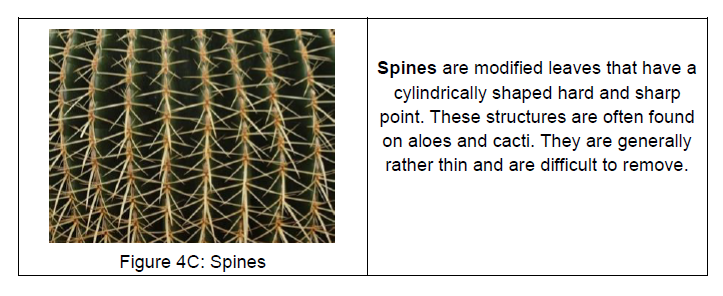 Spines are modified leaves that have a
cylindrically shaped hard and sharp
point. These structures are often found
on aloes and cacti. They are generally
rather thin and are difficult to remove.
Figure 4C: Spines